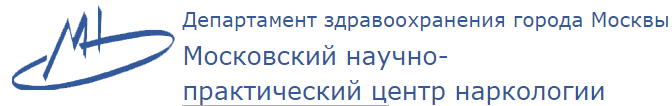 Департамент здравоохранения города Москвы
Московский научно-
практический центр наркологии